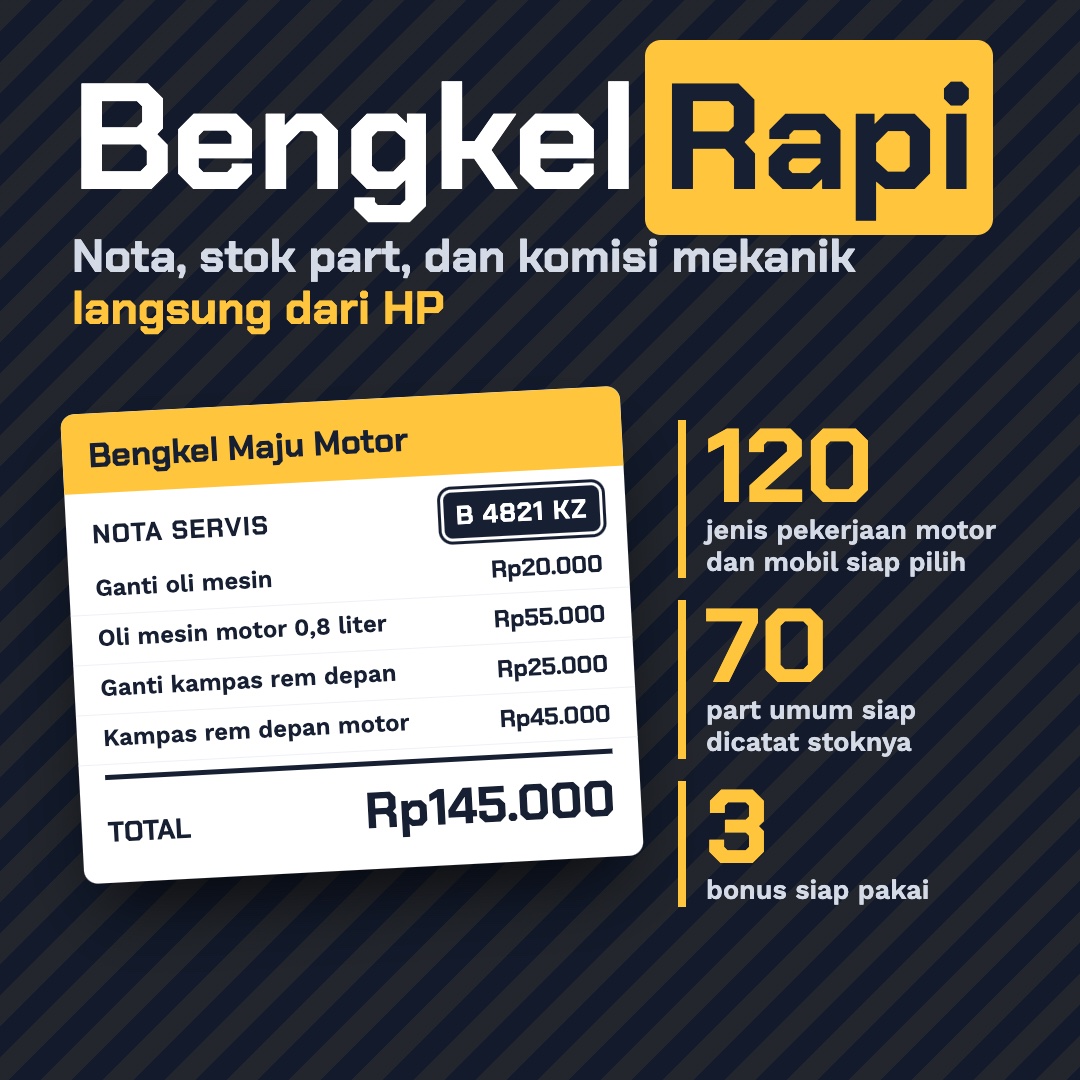 BengkelRapi
Nota, stok part, dan komisi mekanik
langsung dari HP
Bengkel Maju Motor
NOTA SERVIS B 4821 KZ
Ganti oli mesin Rp20.000
Oli mesin motor 0,8 liter Rp55.000
Ganti kampas rem depan Rp25.000
Kampas rem depan motor Rp45.000
TOTAL Rp145.000
120
jenis pekerjaan motor
dan mobil siap pilih
70
part umum siap
dicatat stoknya
3
bonus siap pakai